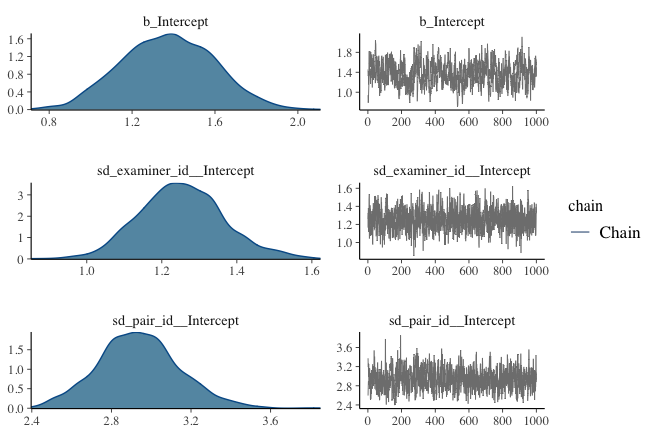 b_Intercept
1.6
1.2
0.8
0.4
0.0
0.8 1.2 1.6 2.0
b_Intercept
1.8
1.4
1.0
0 200 400 600 800 1000
sd_examiner_id__Intercept
3
2
1
0
1.0 1.2 1.4 1.6
sd_examiner_id__Intercept
1.6
1.4
1.2
1.0
0 200 400 600 800 1000
sd_pair_id__Intercept
1.5
1.0
0.5
0.0
2.4 2.8 3.2 3.6
sd_pair_id__Intercept
3.6
3.2
2.8
2.4
0 200 400 600 800 1000
chain
Chain